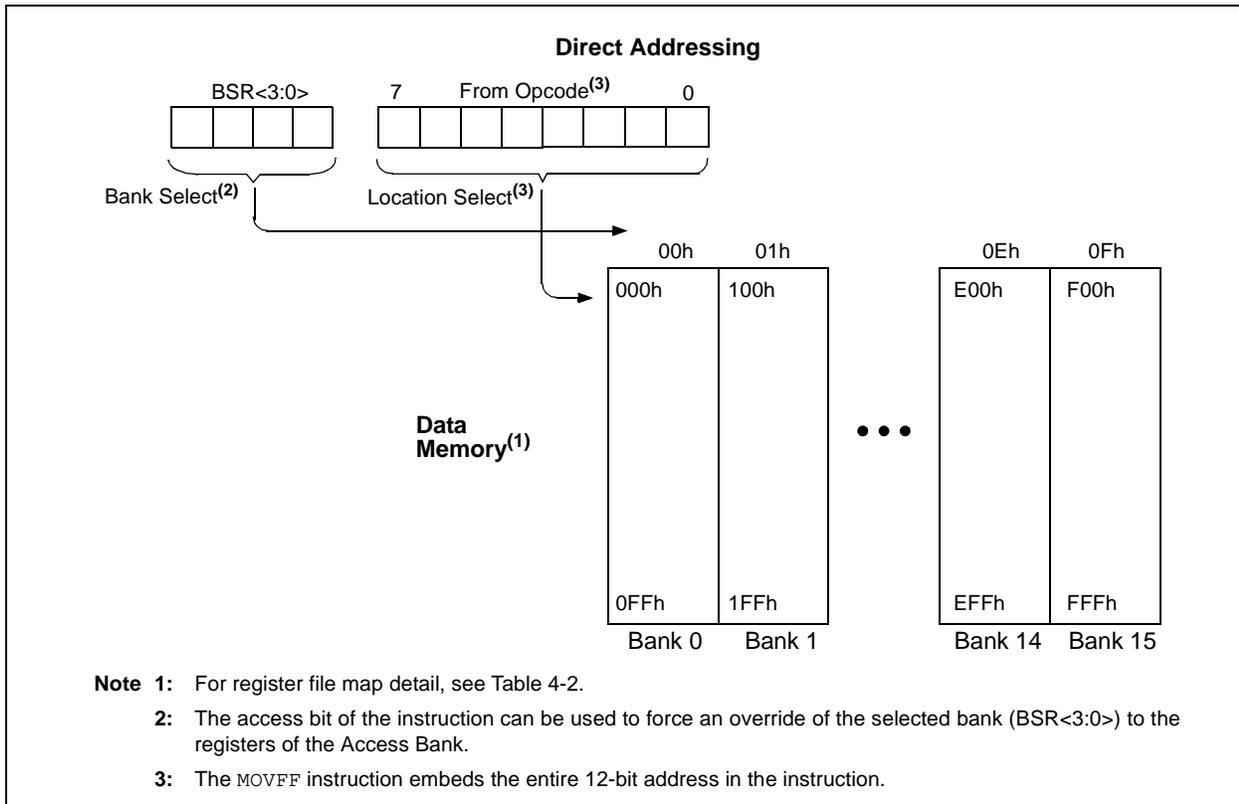 Direct Addressing
BSR<3:0>
7 From Opcode(3) 0
Bank Select(2)
Location Select(3)
00h 01h 0Eh 0Fh
000h 100h E00h F00h
Data
Memory(1)
0FFh 1FFh EFFh FFFh
Bank 0 Bank 1 Bank 14 Bank 15
Note 1: For register file map detail, see Table 4-2.
2: The access bit of the instruction can be used to force an override of the selected bank (BSR<3:0>) to the
registers of the Access Bank.
3: The MOVFF instruction embeds the entire 12-bit address in the instruction.